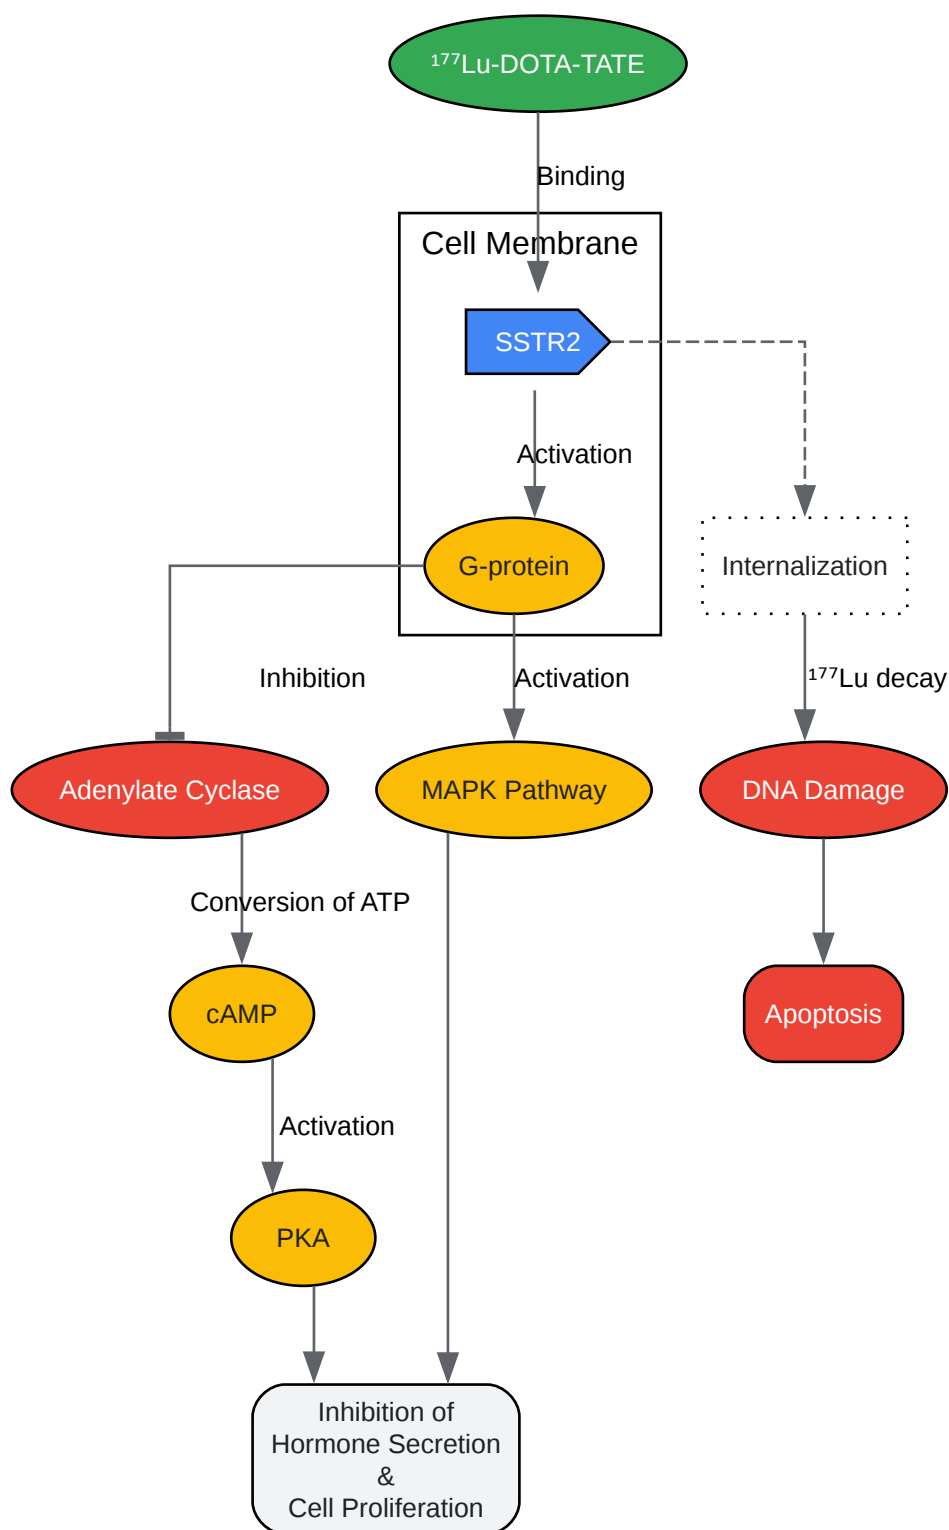 ¹⁷⁷Lu-DOTA-TATE
Binding
Cell Membrane
SSTR2
Activation
G-protein
Internalization
Inhibition
Activation
¹⁷⁷Lu decay
Adenylate Cyclase
MAPK Pathway
DNA Damage
Conversion of ATP
cAMP
Apoptosis
Activation
PKA
Inhibition of
Hormone Secretion
&
Cell Proliferation